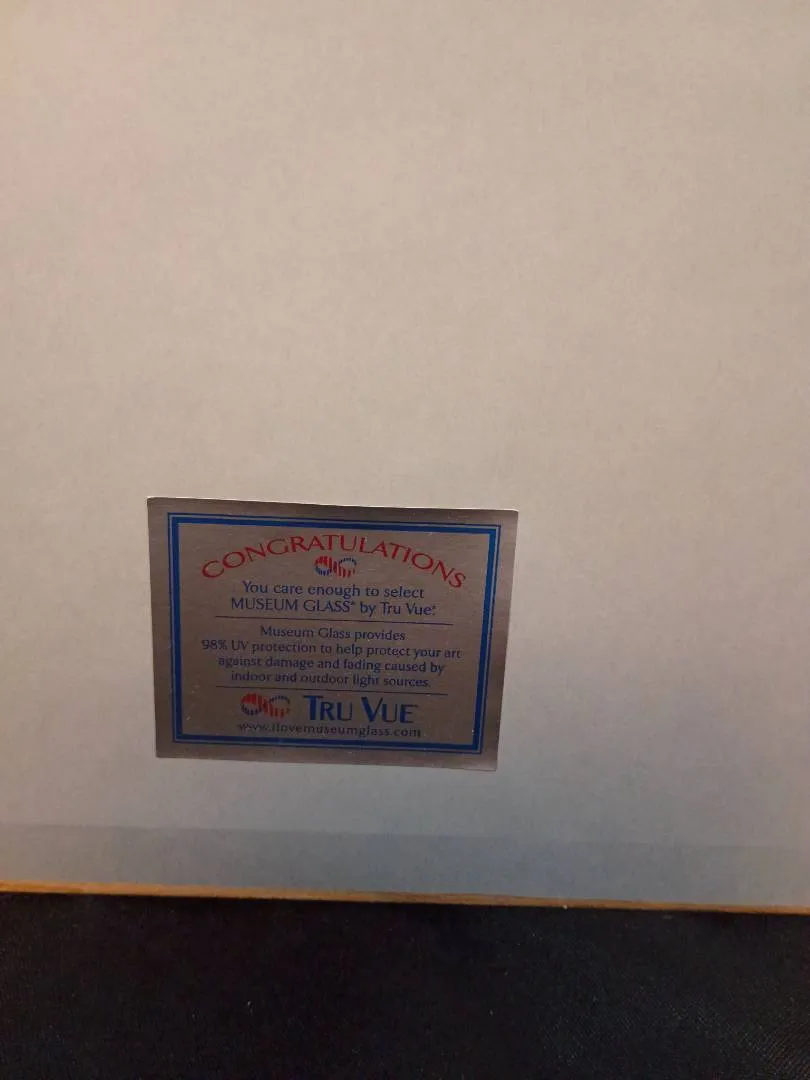 CONGRATULATIONS
You care enough to select
MUSEUM GLASS® by Tru Vue®.
Museum Glass provides
98% UV protection to help protect your art
against damage and fading caused by
indoor and outdoor light sources.
TRU VUE
www.ilovemuseumglass.com